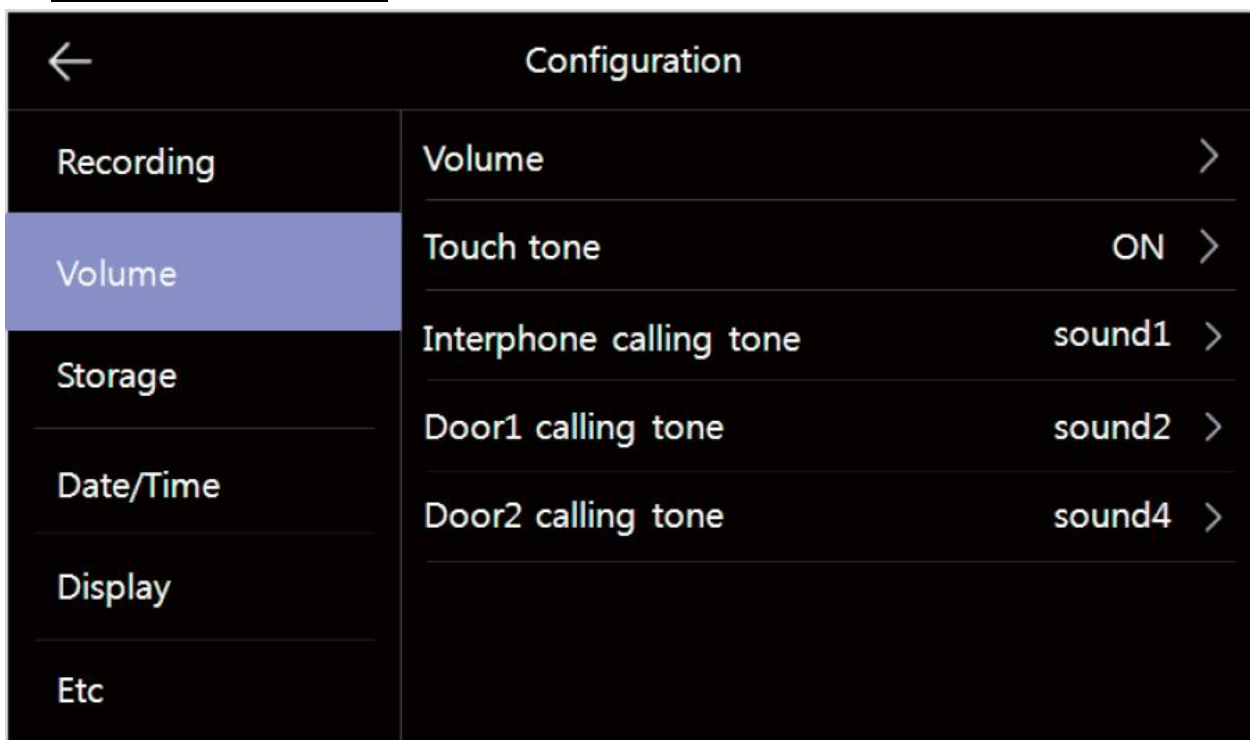 Configuration
Recording
Volume
Storage
Date/Time
Display
Etc
Volume
Touch tone ON
Interphone calling tone sound1
Door1 calling tone sound2
Door2 calling tone sound4